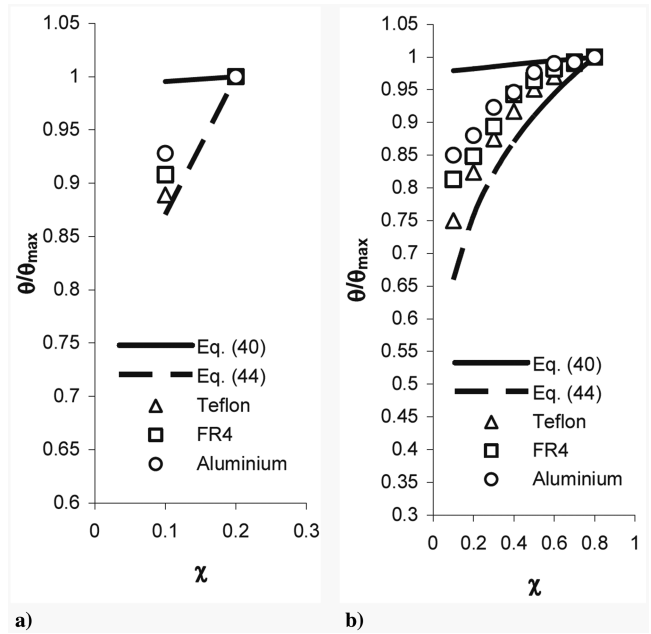 1.05
1
0.95
0.9
0.85
0.8
0.75
0.7
0.65
0.6
θ/θmax
0
0.1
0.2
0.3
χ
Eq. (40)
Eq. (44)
Teflon
FR4
Aluminium
a)
1.05
1
0.95
0.9
0.85
0.8
0.75
0.7
0.65
0.6
0.55
0.5
0.45
0.4
0.35
0.3
θ/θmax
0
0.2
0.4
0.6
0.8
1
χ
Eq. (40)
Eq. (44)
Teflon
FR4
Aluminium
b)